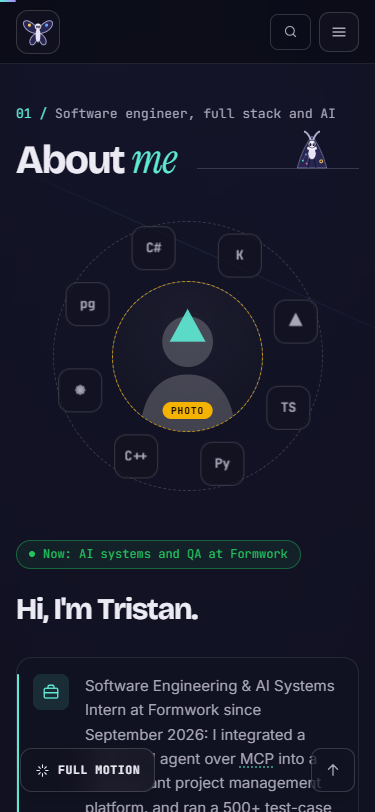 01 / Software engineer, full stack and AI
About me
C#
K
pg
TS
PHOTO
C++
Py
Now: AI systems and QA at Formwork
Hi, I'm Tristan.
Software Engineering & AI Systems
Intern at Formwork since
September 2026: I integrated a
agent over MCP into a
FULL MOTION
project management
platform, and ran a 500+ test-case